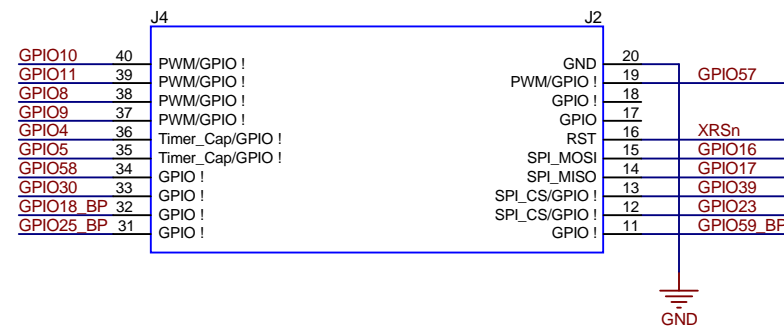 J4 J2
GPIO10 40 PWM/GPIO ! GND 20
GPIO11 39 PWM/GPIO ! PWM/GPIO ! 19 GPIO57
GPIO8 38 PWM/GPIO ! GPIO ! 18
GPIO9 37 PWM/GPIO ! GPIO 17
GPIO4 36 Timer_Cap/GPIO ! RST 16 XRSn
GPIO5 35 Timer_Cap/GPIO ! SPI_MOSI 15 GPIO16
GPIO58 34 GPIO ! SPI_MISO 14 GPIO17
GPIO30 33 GPIO ! SPI_CS/GPIO ! 13 GPIO39
GPIO18_BP 32 GPIO ! SPI_CS/GPIO ! 12 GPIO23
GPIO25_BP 31 GPIO ! GPIO ! 11 GPIO59_BP
GND